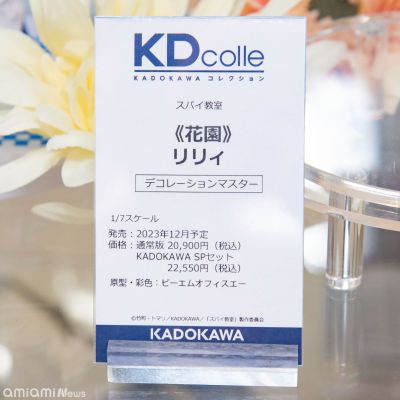 KDcolle
KADOKAWA コレクション
スパイ教室
《花園》
リリィ
デコレーションマスター
1/7スケール
発売：2023年12月予定
価格：通常版 20,900円（税込）
KADOKAWA SPセット
22,550円（税込）
原型・彩色：ビーエムオフィスエー
©竹町・トマリ／KADOKAWA／「スパイ教室」製作委員会
KADOKAWA
amiami News